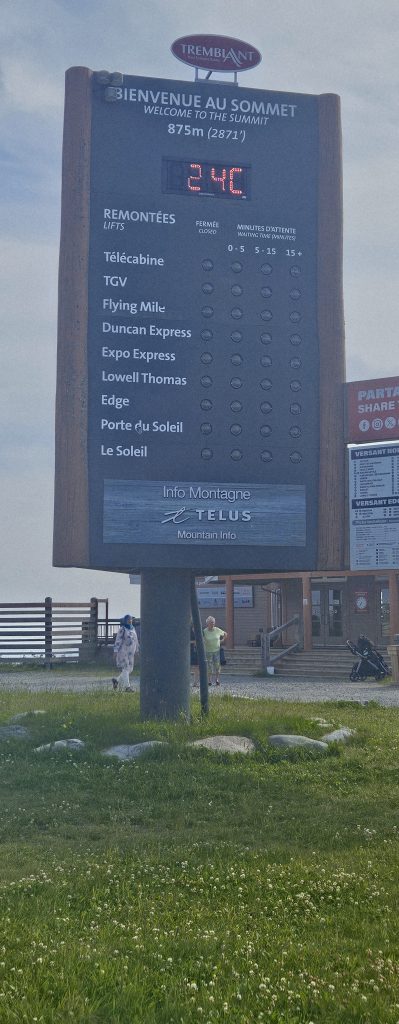 TREMBLANT
BIENVENUE AU SOMMET
WELCOME TO THE SUMMIT
875m (2871')
24C
REMONTÉES
LIFTS
FERMÉE
CLOSED
MINUTES D'ATTENTE
WAITING TIME (MINUTES)
0 - 5 5 - 15 15 +
Télécabine
TGV
Flying Mile
Duncan Express
Expo Express
Lowell Thomas
Edge
Porte du Soleil
Le Soleil
Info Montagne
TELUS
Mountain Info
PARTA
SHARE
VERSANT NO
VERSANT ED